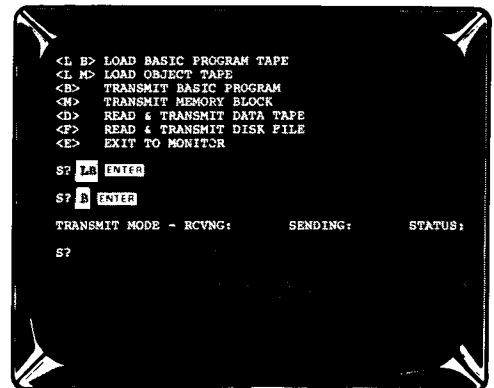 <L B> LOAD BASIC PROGRAM TAPE
<L M> LOAD OBJECT TAPE
<B> TRANSMIT BASIC PROGRAM
<M> TRANSMIT MEMORY BLOCK
<D> READ & TRANSMIT DATA TAPE
<F> READ & TRANSMIT DISK FILE
<E> EXIT TO MONITOR
S? LB ENTER
S? B ENTER
TRANSMIT MODE - RCVNG: SENDING: STATUS:
S?